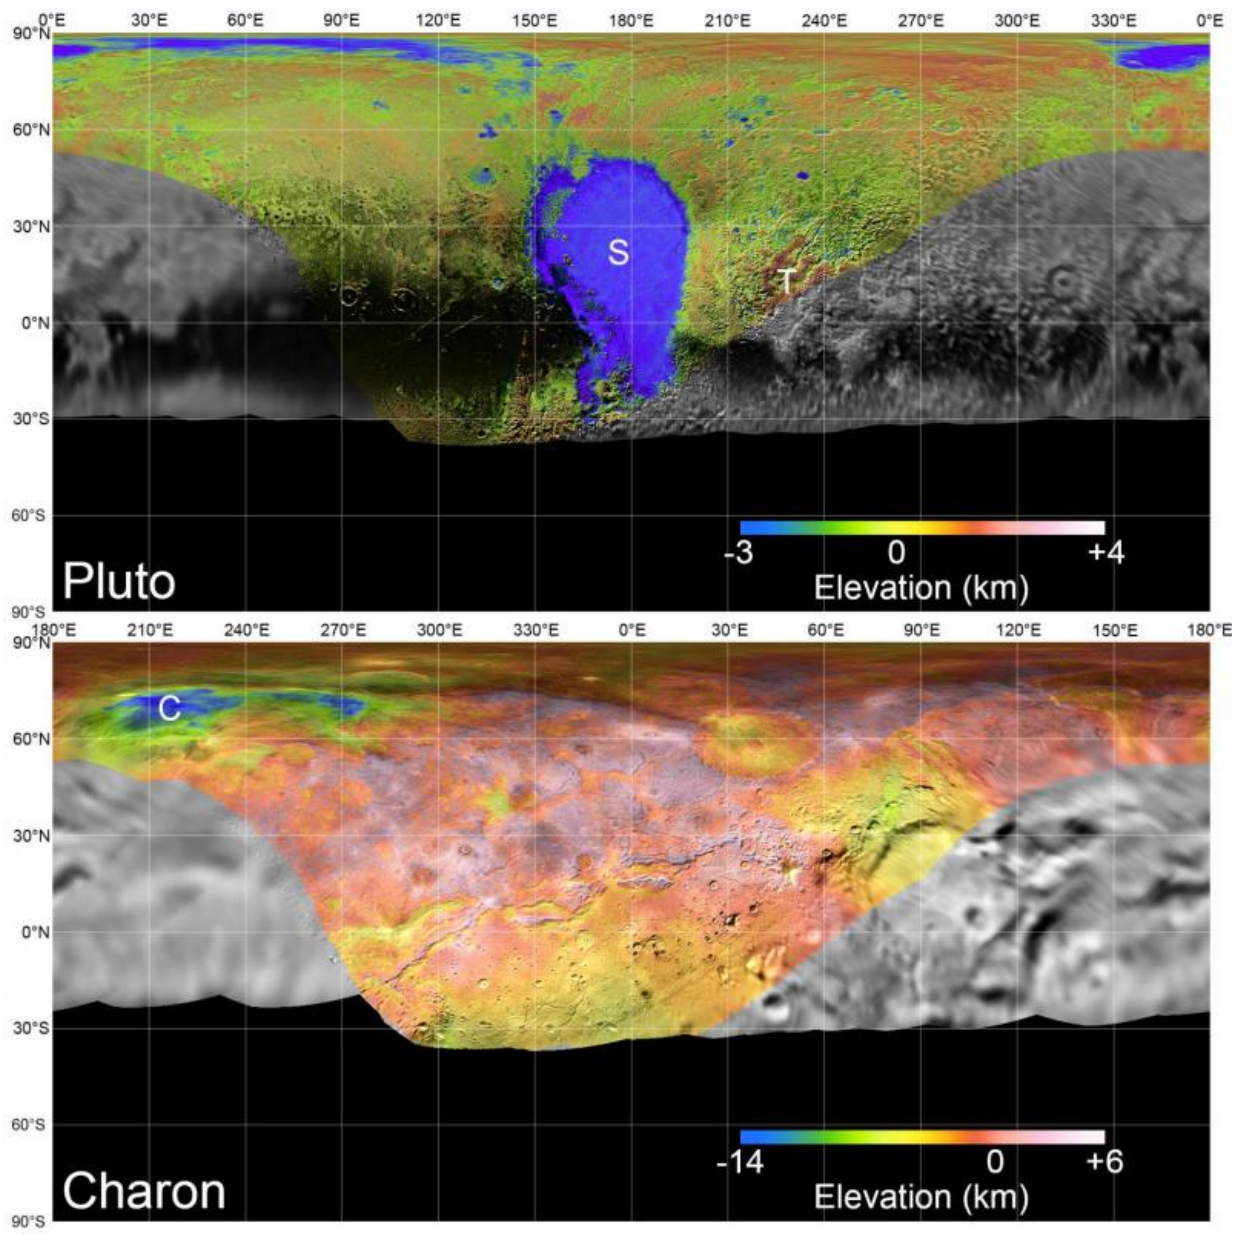 0°E 30°E 60°E 90°E 120°E 150°E 180°E 210°E 240°E 270°E 300°E 330°E 0°E
90°N
60°N
30°N
S
T
0°N
30°S
60°S
-3 0 +4
Elevation (km)
Pluto
90°S
180°E 210°E 240°E 270°E 300°E 330°E 0°E 30°E 60°E 90°E 120°E 150°E 180°E
90°N
C
60°N
30°N
0°N
30°S
60°S
-14 0 +6
Elevation (km)
Charon
90°S